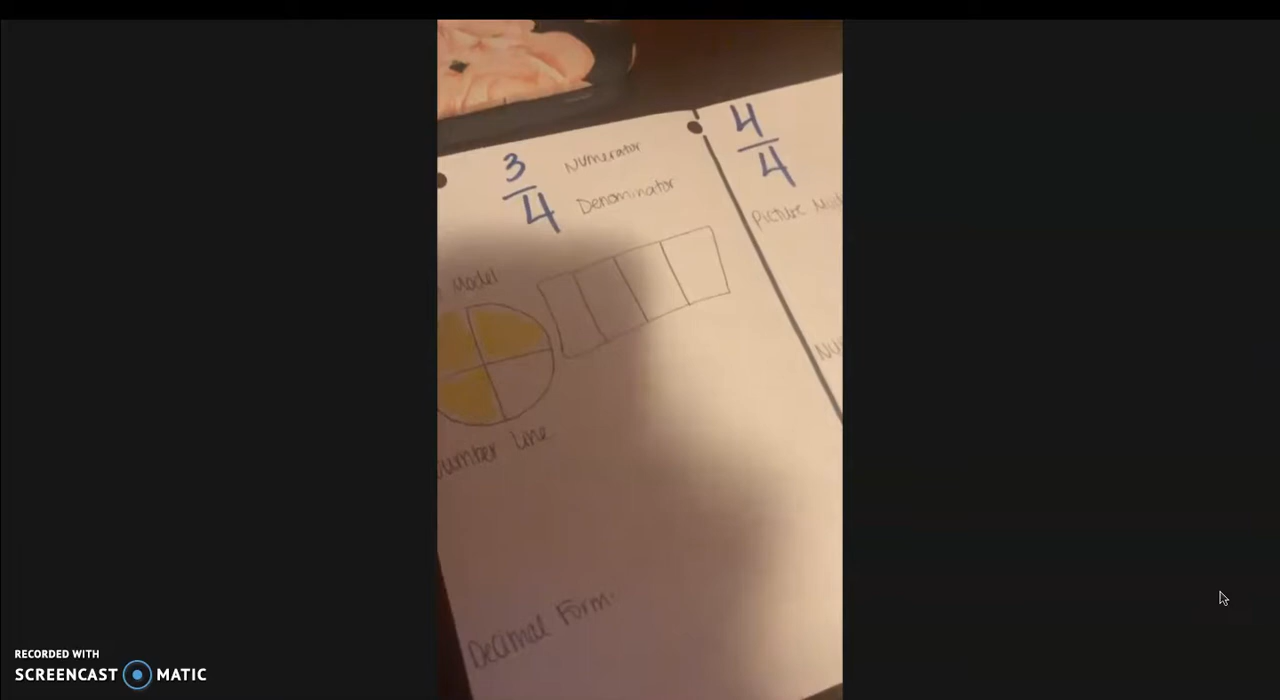 3
4
Numerator
Denominator
Model
Number Line
Decimal Form
4
4
Picture
RECORDED WITH
SCREENCAST MATIC